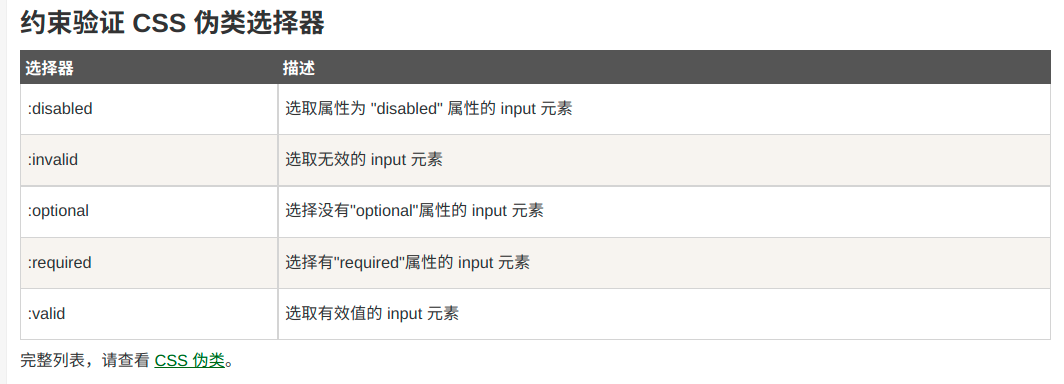 约束验证 CSS 伪类选择器
选择器 描述
:disabled 选取属性为 "disabled" 属性的 input 元素
:invalid 选取无效的 input 元素
:optional 选择没有"optional"属性的 input 元素
:required 选择有"required"属性的 input 元素
:valid 选取有效值的 input 元素
完整列表，请查看 CSS 伪类。